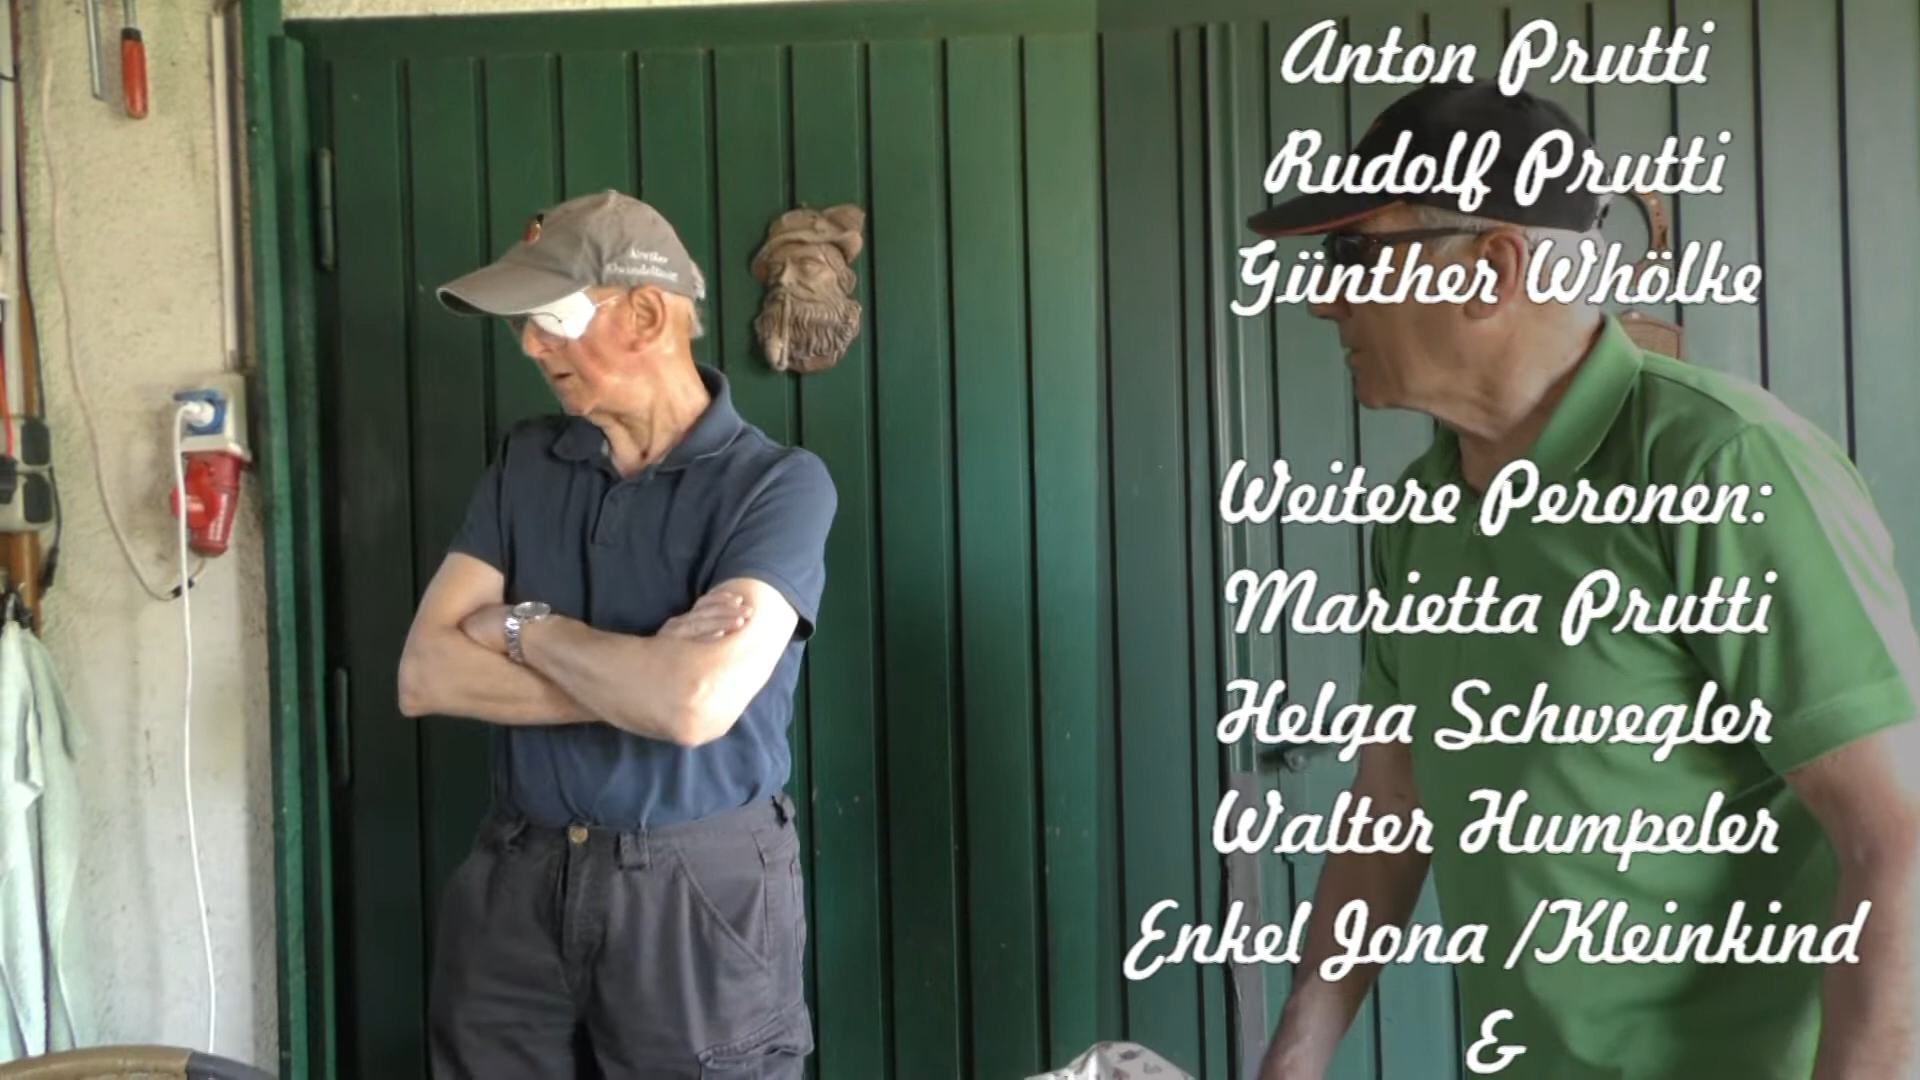 Anton Prutti
Rudolf Prutti
Günther Whölke
Weitere Peronen:
Marietta Prutti
Helga Schwegler
Walter Humpeler
Enkel Jona /Kleinkind
&